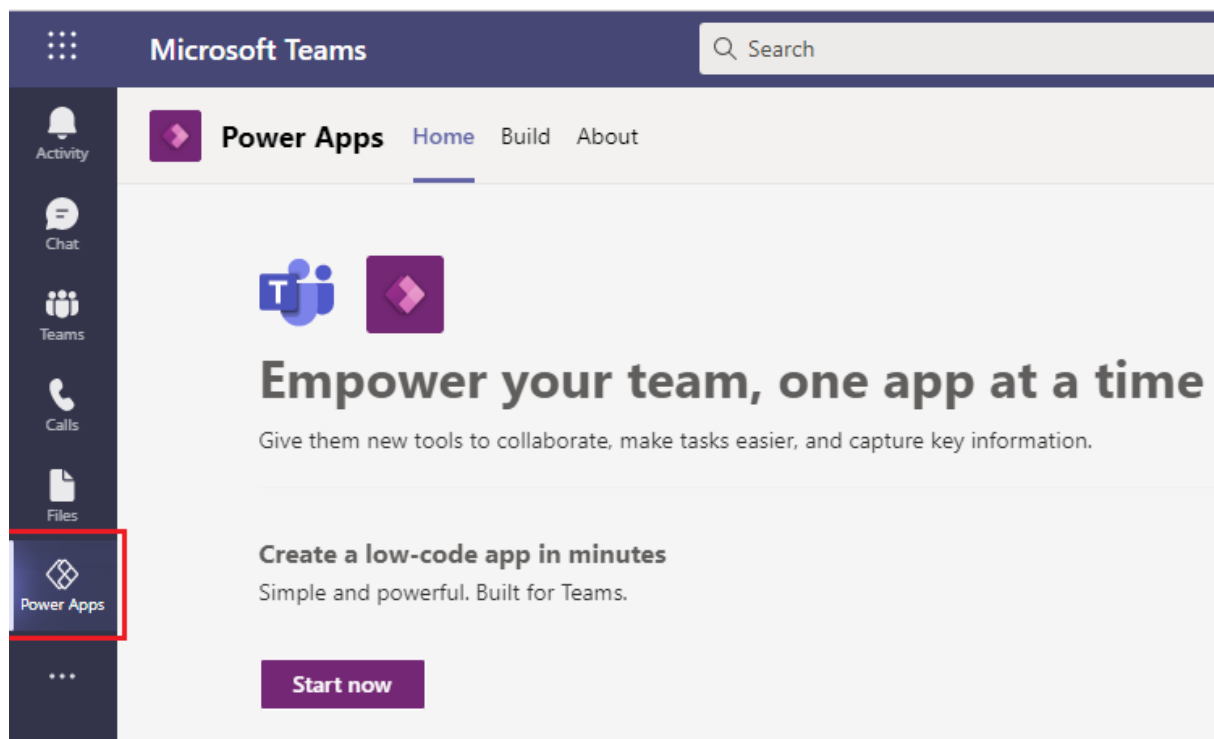 Microsoft Teams
Search
Activity
Chat
Teams
Calls
Files
Power Apps
Power Apps Home Build About
T
Empower your team, one app at a time
Give them new tools to collaborate, make tasks easier, and capture key information.
Create a low-code app in minutes
Simple and powerful. Built for Teams.
Start now